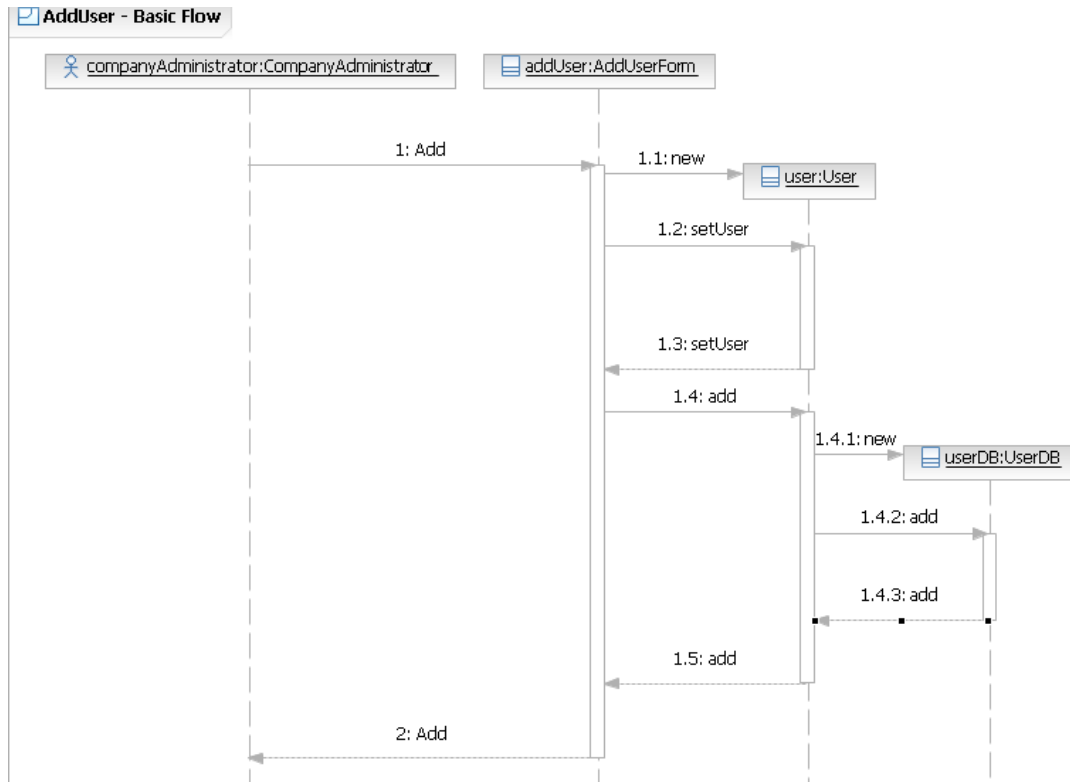 AddUser - Basic Flow
companyAdministrator:CompanyAdministrator
addUser:AddUserForm
1: Add
1.1: new
user:User
1.2: setUser
1.3: setUser
1.4: add
1.4.1: new
userDB:UserDB
1.4.2: add
1.4.3: add
1.5: add
2: Add